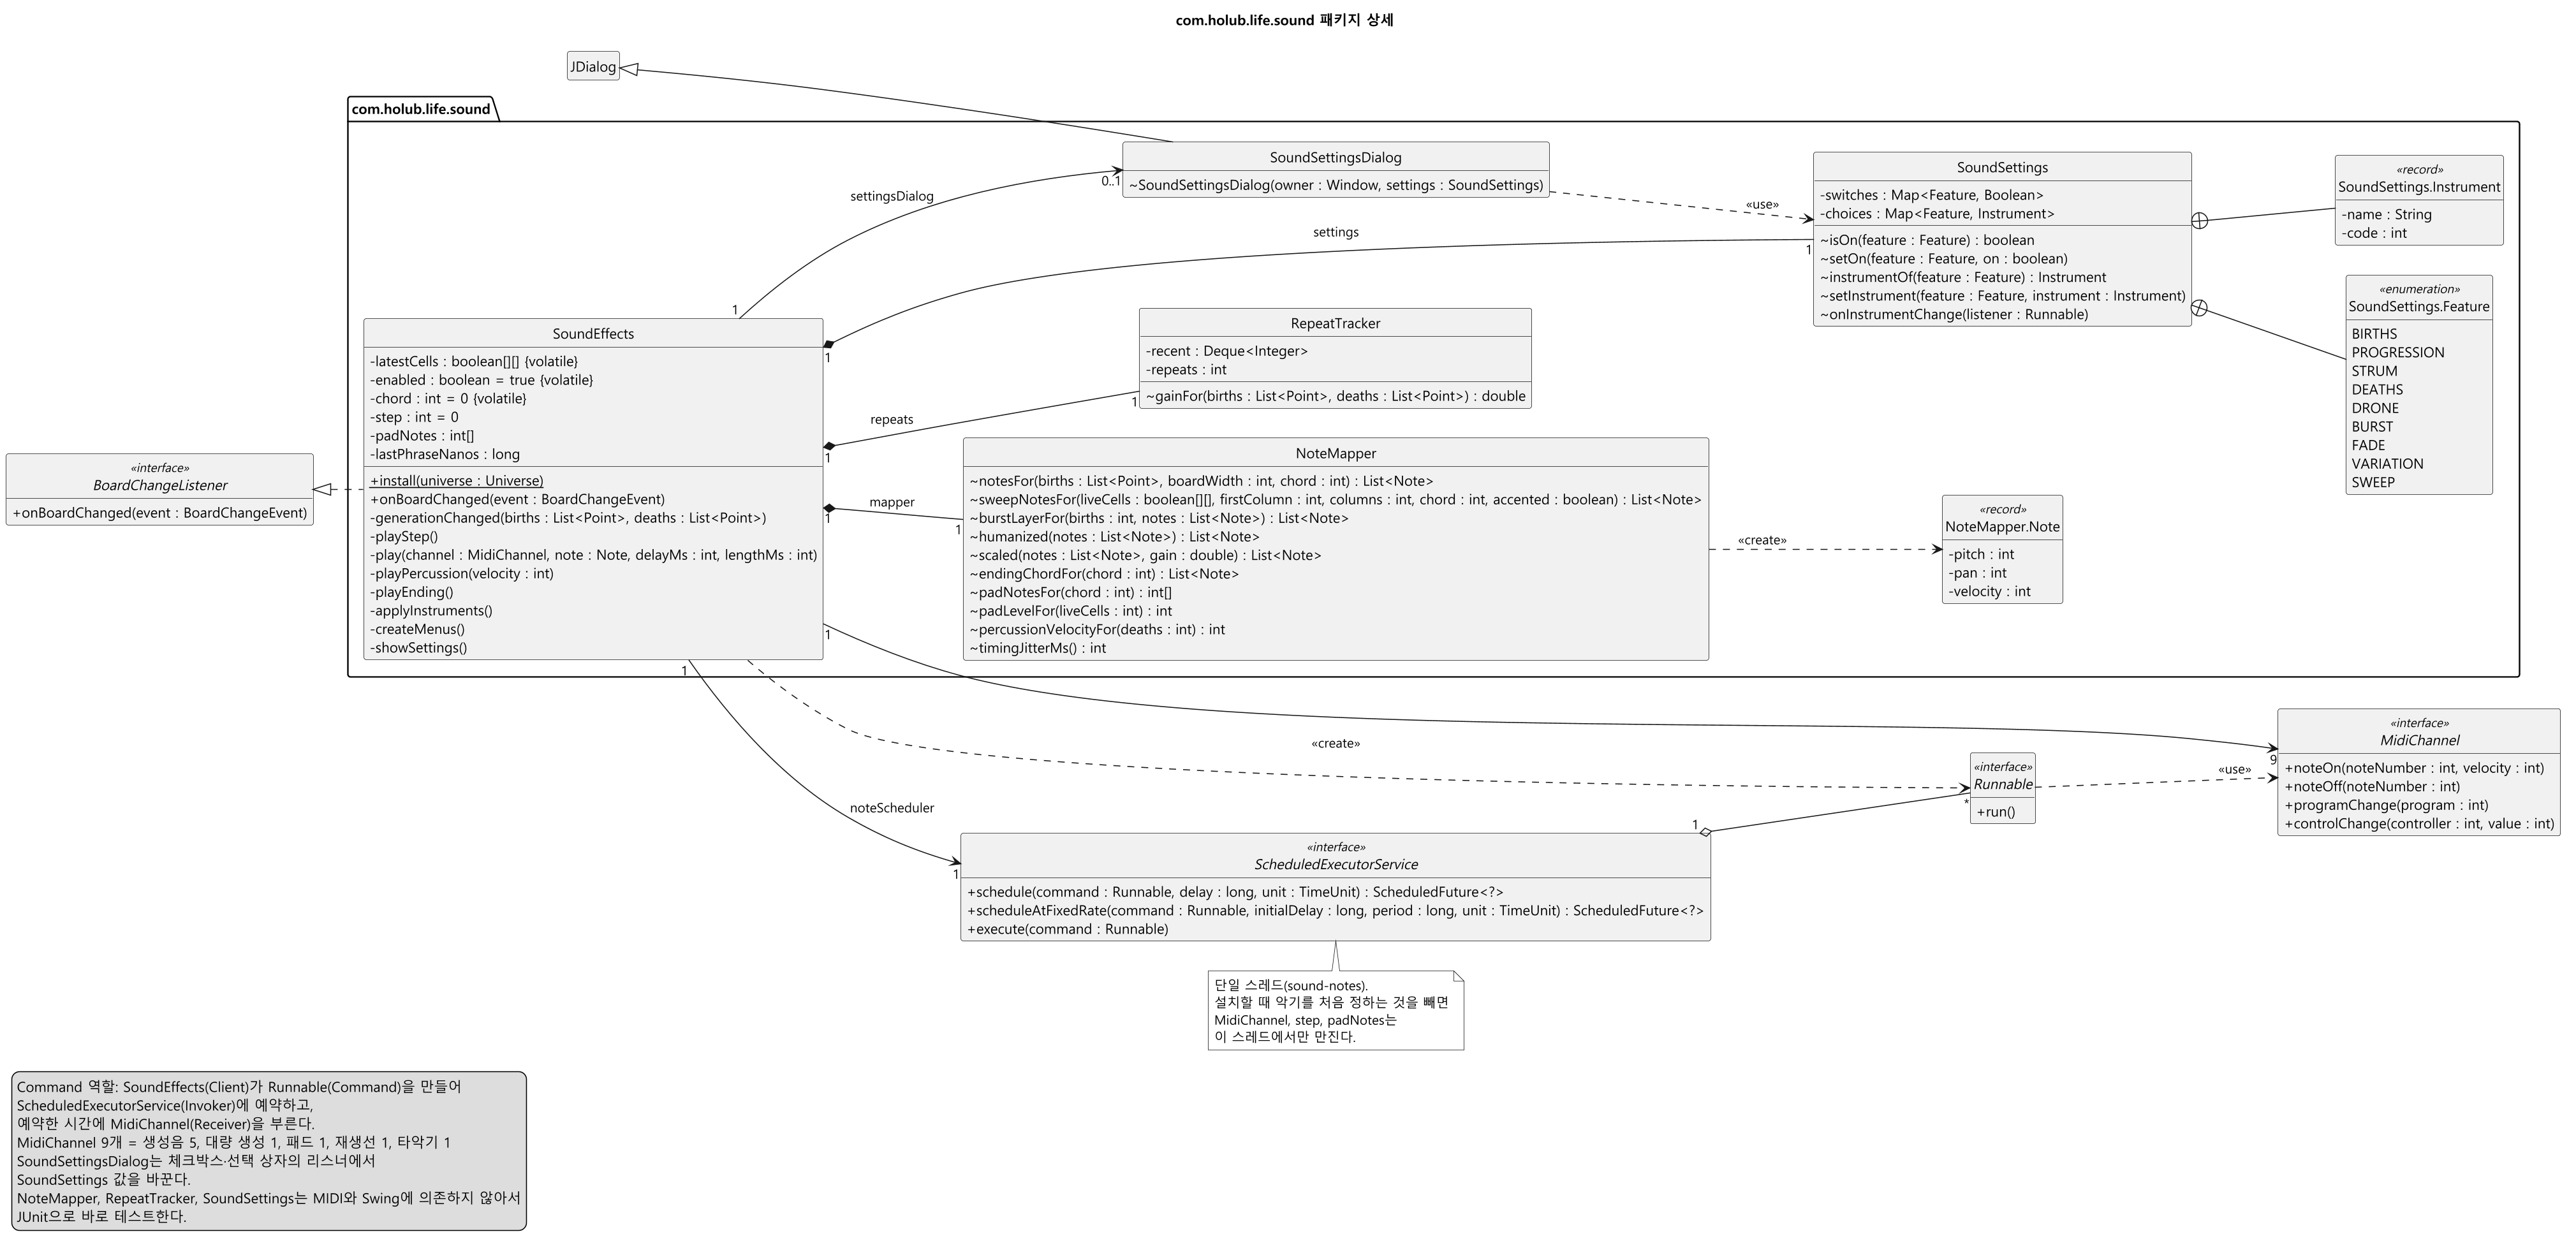 com.holub.life.sound 패키지 상세
JDialog
com.holub.life.sound
SoundSettingsDialog
~SoundSettingsDialog(owner : Window, settings : SoundSettings)
settingsDialog
0..1
1
«use»
settings
1
1
SoundSettings
-switches : Map<Feature, Boolean>
-choices : Map<Feature, Instrument>
~isOn(feature : Feature) : boolean
~setOn(feature : Feature, on : boolean)
~instrumentOf(feature : Feature) : Instrument
~setInstrument(feature : Feature, instrument : Instrument)
~onInstrumentChange(listener : Runnable)
«record»
SoundSettings.Instrument
-name : String
-code : int
«enumeration»
SoundSettings.Feature
BIRTHS
PROGRESSION
STRUM
DEATHS
DRONE
BURST
FADE
VARIATION
SWEEP
SoundEffects
-latestCells : boolean[][] {volatile}
-enabled : boolean = true {volatile}
-chord : int = 0 {volatile}
-step : int = 0
-padNotes : int[]
-lastPhraseNanos : long
+install(universe : Universe)
+onBoardChanged(event : BoardChangeEvent)
-generationChanged(births : List<Point>, deaths : List<Point>)
-playStep()
-play(channel : MidiChannel, note : Note, delayMs : int, lengthMs : int)
-playPercussion(velocity : int)
-playEnding()
-applyInstruments()
-createMenus()
-showSettings()
RepeatTracker
-recent : Deque<Integer>
-repeats : int
~gainFor(births : List<Point>, deaths : List<Point>) : double
repeats
1
1
«interface»
BoardChangeListener
+onBoardChanged(event : BoardChangeEvent)
mapper
1
1
NoteMapper
~notesFor(births : List<Point>, boardWidth : int, chord : int) : List<Note>
~sweepNotesFor(liveCells : boolean[][], firstColumn : int, columns : int, chord : int, accented : boolean) : List<Note>
~burstLayerFor(births : int, notes : List<Note>) : List<Note>
~humanized(notes : List<Note>) : List<Note>
~scaled(notes : List<Note>, gain : double) : List<Note>
~endingChordFor(chord : int) : List<Note>
~padNotesFor(chord : int) : int[]
~padLevelFor(liveCells : int) : int
~percussionVelocityFor(deaths : int) : int
~timingJitterMs() : int
«create»
«record»
NoteMapper.Note
-pitch : int
-pan : int
-velocity : int
1
9
«interface»
MidiChannel
+noteOn(noteNumber : int, velocity : int)
+noteOff(noteNumber : int)
+programChange(program : int)
+controlChange(controller : int, value : int)
«create»
«interface»
Runnable
+run()
*
«use»
1
noteScheduler
1
1
«interface»
ScheduledExecutorService
+schedule(command : Runnable, delay : long, unit : TimeUnit) : ScheduledFuture<?>
+scheduleAtFixedRate(command : Runnable, initialDelay : long, period : long, unit : TimeUnit) : ScheduledFuture<?>
+execute(command : Runnable)
단일 스레드(sound-notes).
설치할 때 악기를 처음 정하는 것을 빼면
MidiChannel, step, padNotes는
이 스레드에서만 만진다.
Command 역할: SoundEffects(Client)가 Runnable(Command)을 만들어
ScheduledExecutorService(Invoker)에 예약하고,
예약한 시간에 MidiChannel(Receiver)을 부른다.
MidiChannel 9개 = 생성음 5, 대량 생성 1, 패드 1, 재생선 1, 타악기 1
SoundSettingsDialog는 체크박스·선택 상자의 리스너에서
SoundSettings 값을 바꾼다.
NoteMapper, RepeatTracker, SoundSettings는 MIDI와 Swing에 의존하지 않아서
JUnit으로 바로 테스트한다.